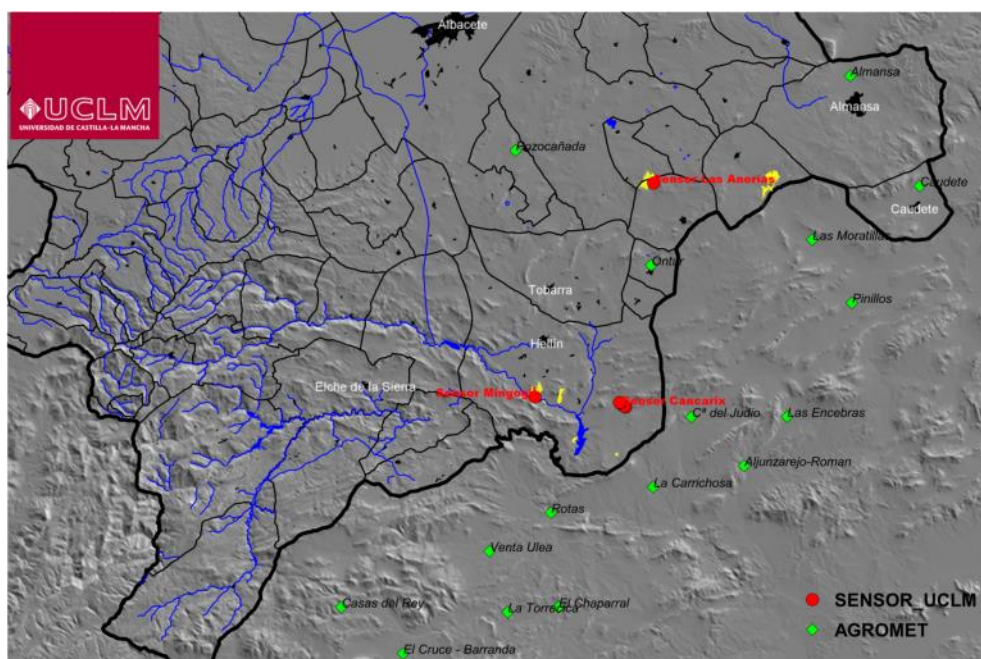 Albacete
UCLM
UNIVERSIDAD DE CASTILLA-LA MANCHA
Almansa
Almansa
Pozocañada
Sensor Las Anorias
Caudete
Caudete
Las Moratillas
Ontur
Tobarra
Pinillos
Hellín
Elche de la Sierra
Sensor Mingo
Sensor Cancarix
Cª del Judio
Las Encebras
Aljunzarejo-Roman
La Carrichosa
Rotas
Venta Ulea
Casas del Rey
La Torrecica
El Chaparral
El Cruce - Barranda
SENSOR_UCLM
AGROMET